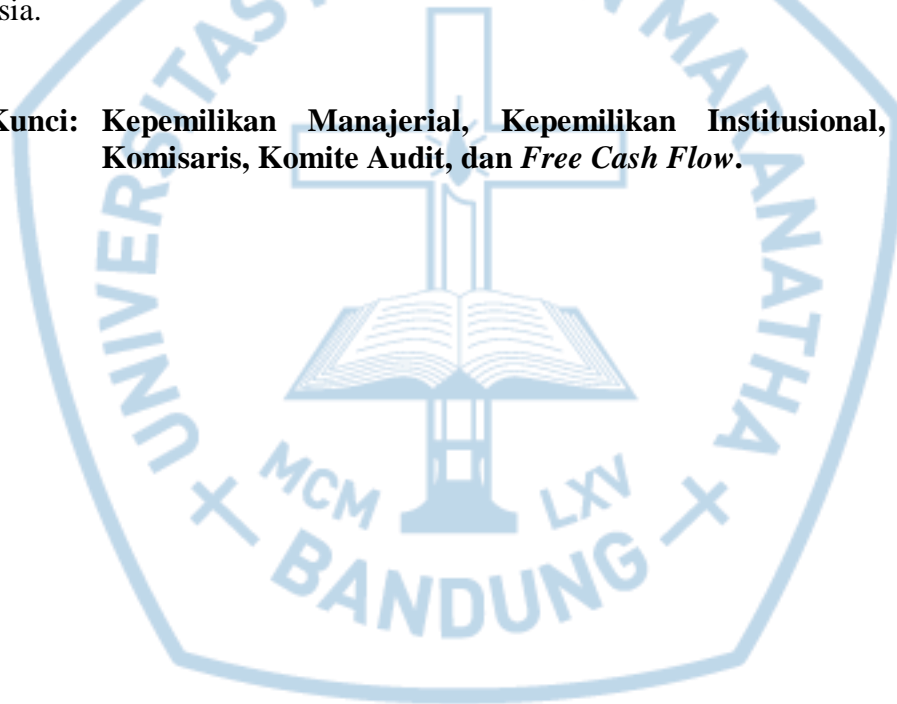 sia.
Kunci: Kepemilikan Manajerial, Kepemilikan Institusional,
Komisaris, Komite Audit, dan Free Cash Flow.
UNIVERSITAS
MARANATHA
MCM LXV
BANDUNG